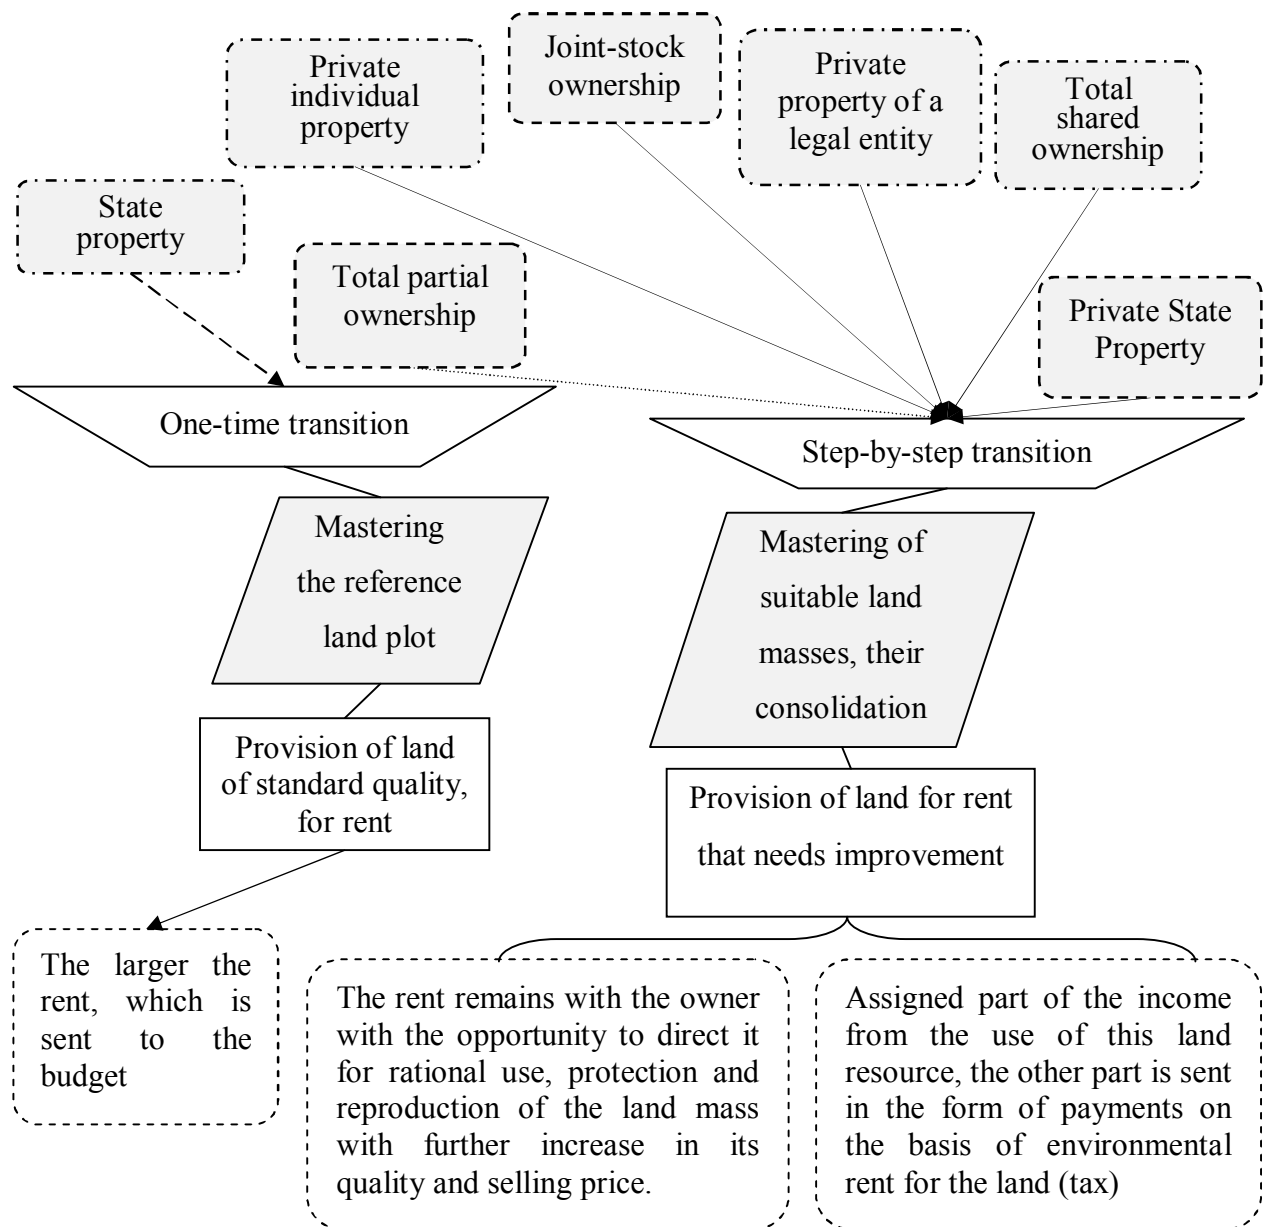 Private
individual
property
Joint-stock
ownership
Private
property of a
legal entity
Total
shared
ownership
State
property
Total partial
ownership
Private State
Property
One-time transition
Step-by-step transition
Mastering
the reference
land plot
Mastering of
suitable land
masses, their
consolidation
Provision of land
of standard quality,
for rent
Provision of land for rent
that needs improvement
The larger the
rent, which is
sent to the
budget
The rent remains with the owner
with the opportunity to direct it
for rational use, protection and
reproduction of the land mass
with further increase in its
quality and selling price.
Assigned part of the income
from the use of this land
resource, the other part is sent
in the form of payments on
the basis of environmental
rent for the land (tax)